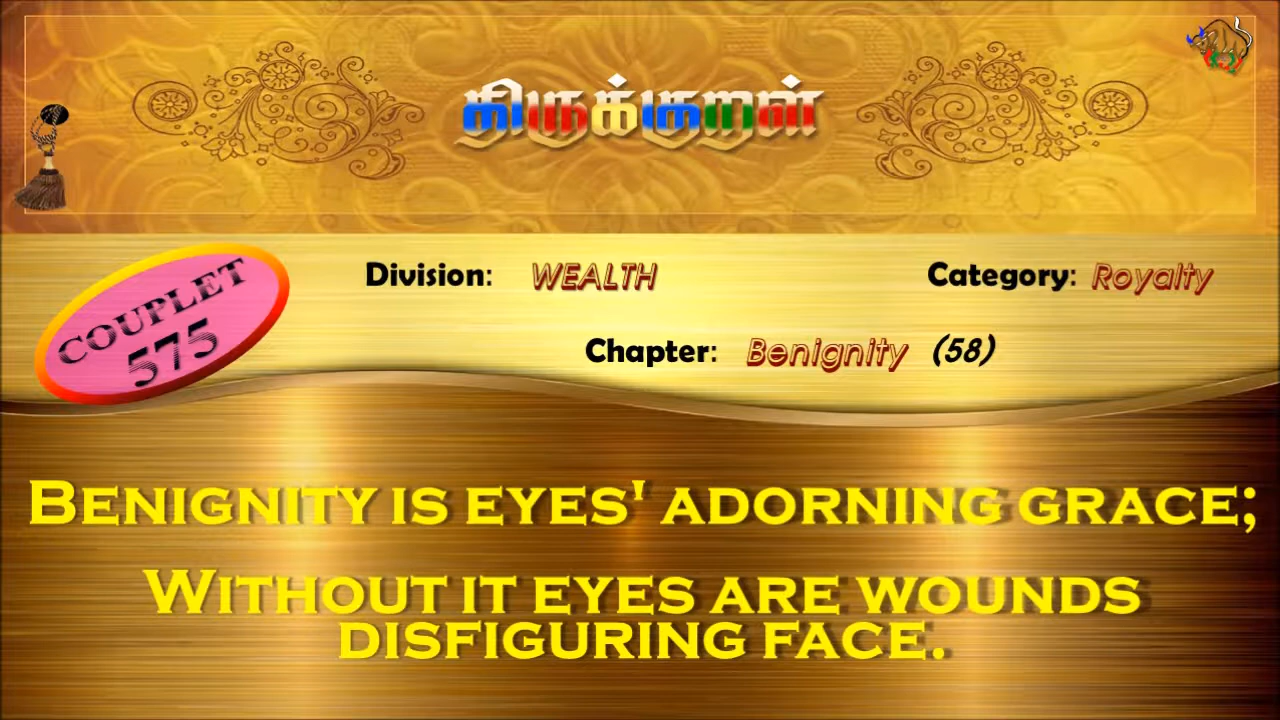 திருக்குறள்
COUPLET
575
Division: WEALTH
Category: Royalty
Chapter: Benignity (58)
BENIGNITY IS EYES' ADORNING GRACE;
WITHOUT IT EYES ARE WOUNDS
DISFIGURING FACE.